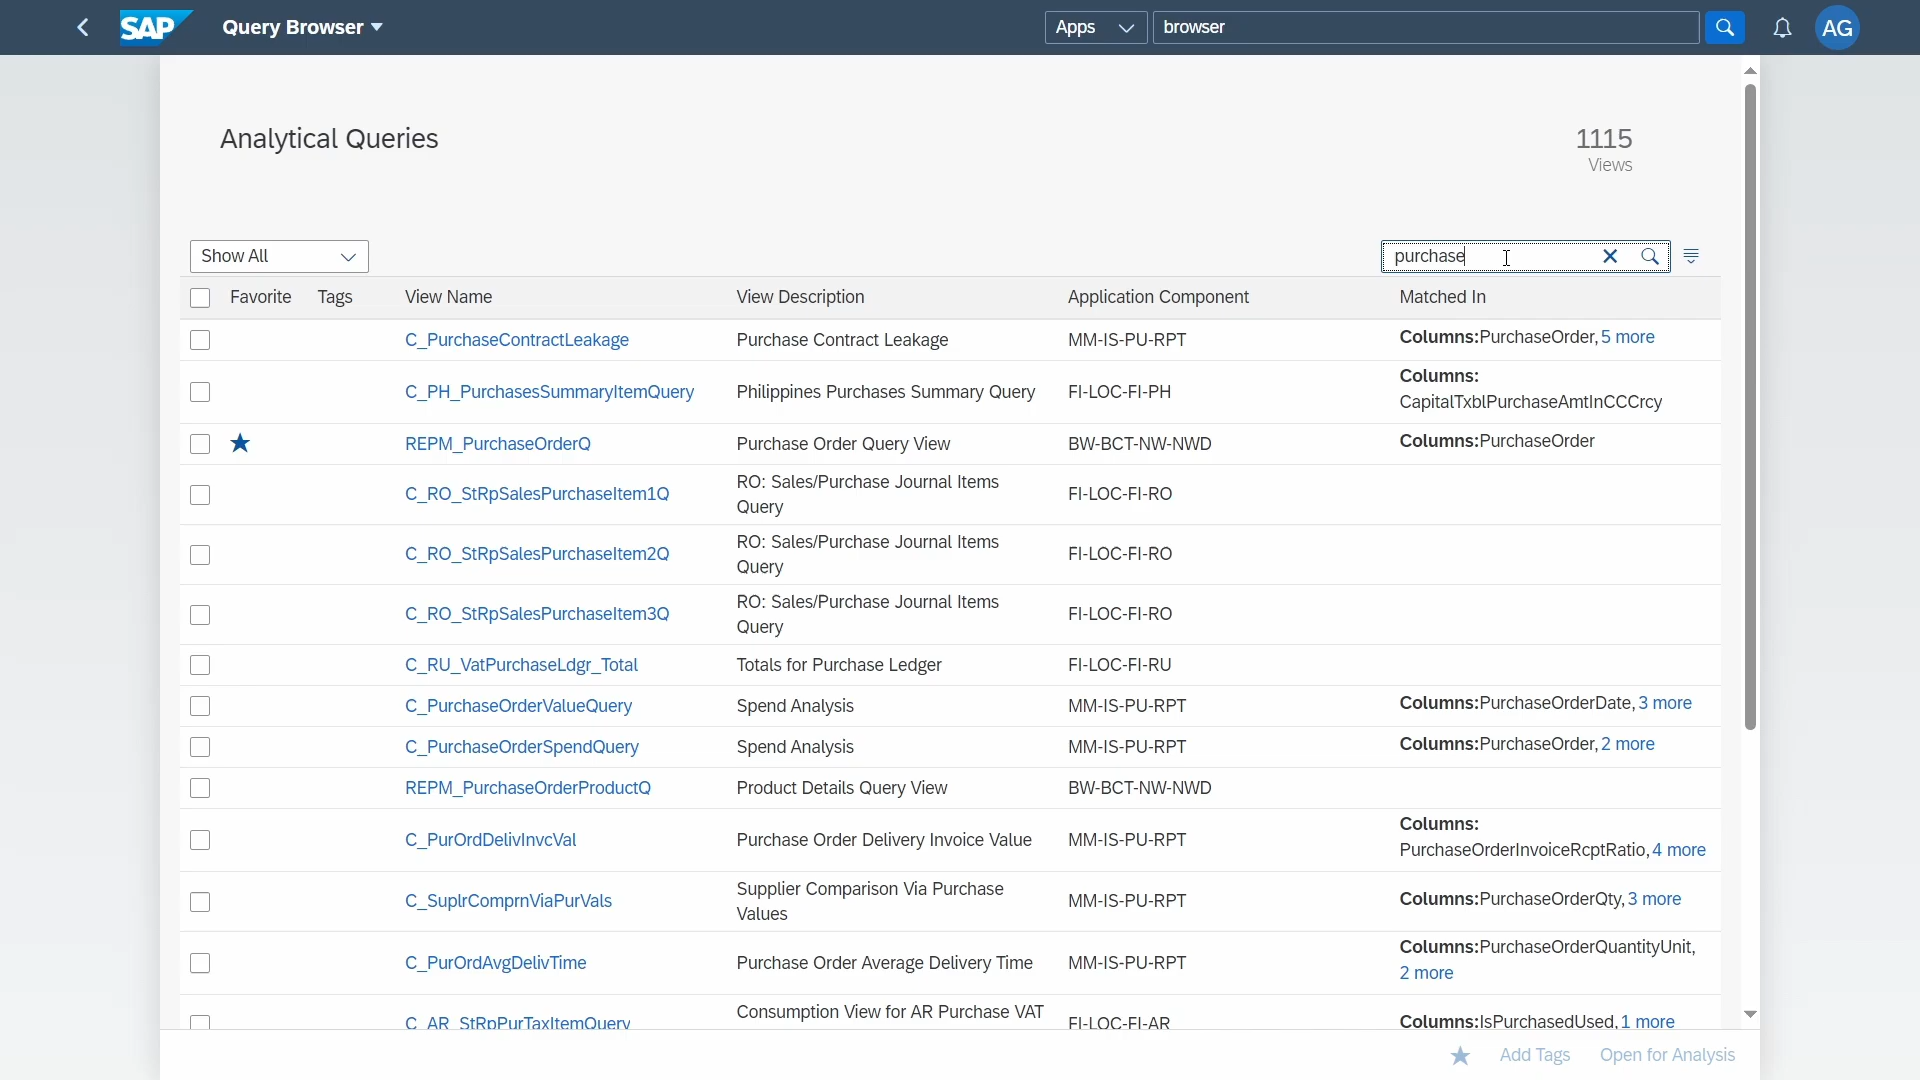 SAP Query Browser Apps browser AG
Analytical Queries 1115
Views
Show All purchase
Favorite Tags View Name View Description Application Component Matched In
C_PurchaseContractLeakage Purchase Contract Leakage MM-IS-PU-RPT Columns:PurchaseOrder, 5 more
C_PH_PurchasesSummaryItemQuery Philippines Purchases Summary Query FI-LOC-FI-PH Columns:
CapitalTxblPurchaseAmtInCCCrcy
REPM_PurchaseOrderQ Purchase Order Query View BW-BCT-NW-NWD Columns:PurchaseOrder
C_RO_StRpSalesPurchaseItem1Q RO: Sales/Purchase Journal Items FI-LOC-FI-RO
Query
C_RO_StRpSalesPurchaseItem2Q RO: Sales/Purchase Journal Items FI-LOC-FI-RO
Query
C_RO_StRpSalesPurchaseItem3Q RO: Sales/Purchase Journal Items FI-LOC-FI-RO
Query
C_RU_VatPurchaseLdgr_Total Totals for Purchase Ledger FI-LOC-FI-RU
C_PurchaseOrderValueQuery Spend Analysis MM-IS-PU-RPT Columns:PurchaseOrderDate, 3 more
C_PurchaseOrderSpendQuery Spend Analysis MM-IS-PU-RPT Columns:PurchaseOrder, 2 more
REPM_PurchaseOrderProductQ Product Details Query View BW-BCT-NW-NWD
C_PurOrdDelivInvcVal Purchase Order Delivery Invoice Value MM-IS-PU-RPT Columns:
PurchaseOrderInvoiceRcptRatio, 4 more
C_SuplrComprnViaPurVals Supplier Comparison Via Purchase MM-IS-PU-RPT Columns:PurchaseOrderQty, 3 more
Values
C_PurOrdAvgDelivTime Purchase Order Average Delivery Time MM-IS-PU-RPT Columns:PurchaseOrderQuantityUnit,
2 more
C_AR_StRpPurTaxItemQuery Consumption View for AR Purchase VAT FI-LOC-FI-AR Columns:IsPurchasedUsed, 1 more
Add Tags Open for Analysis